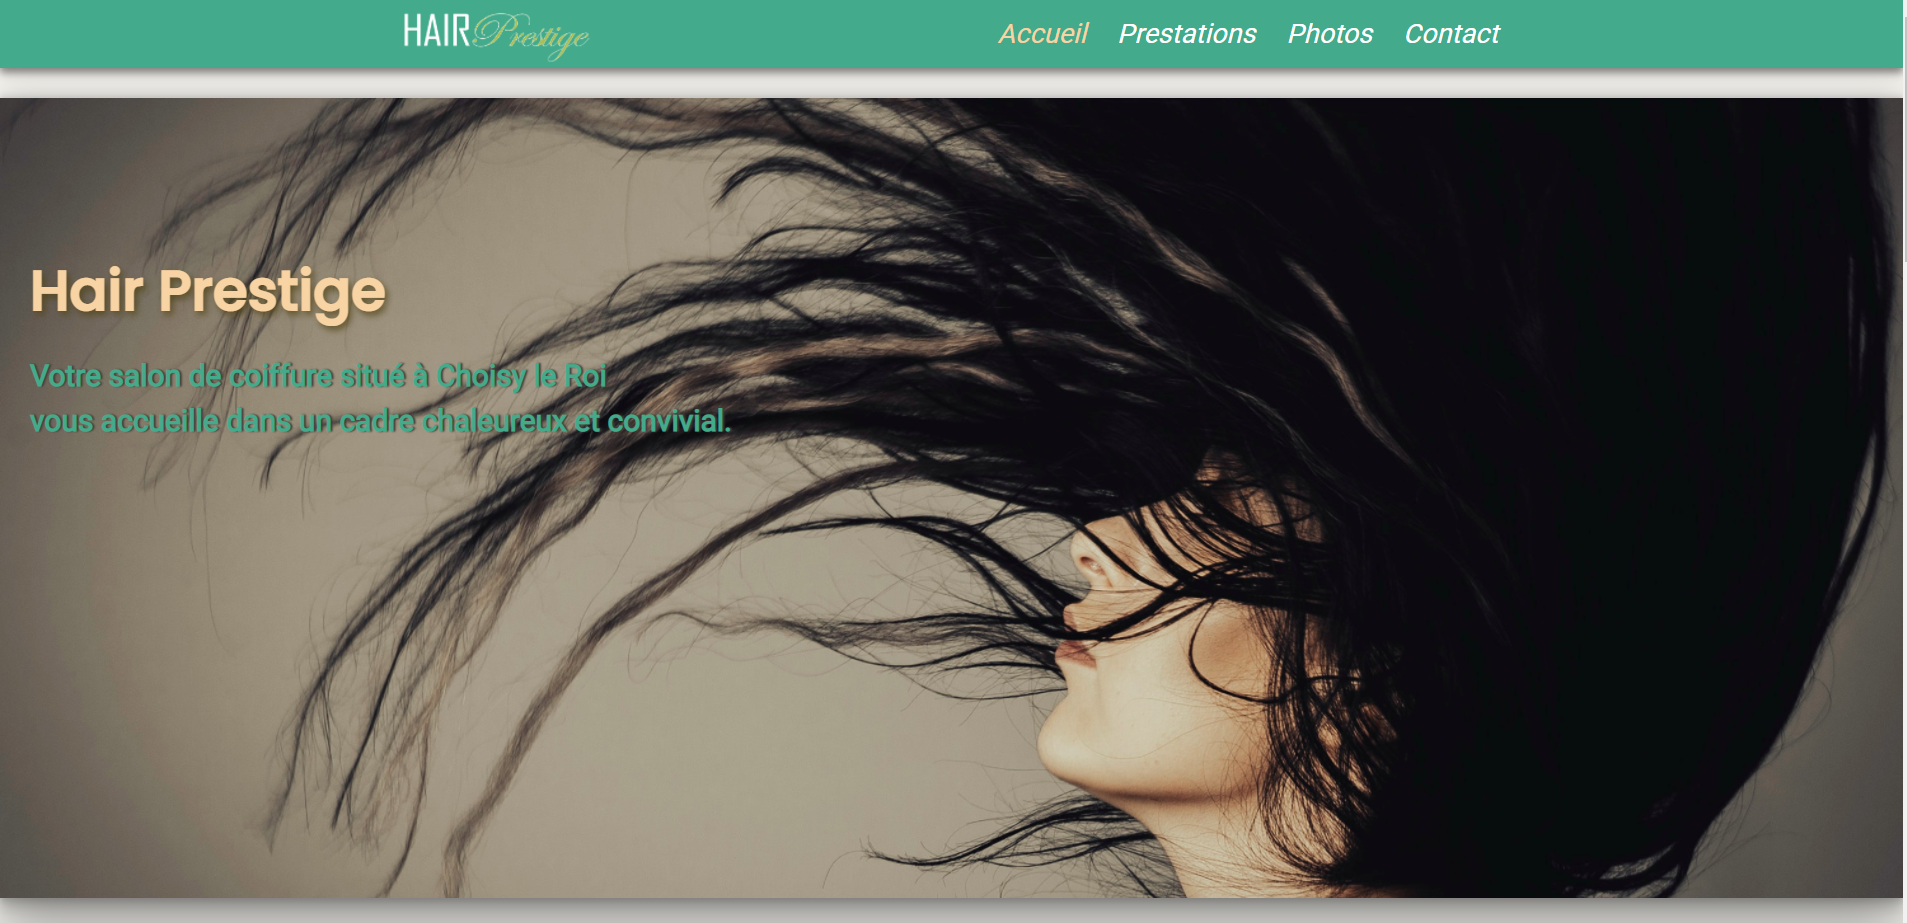 HAIR Prestige
Accueil Prestations Photos Contact
Hair Prestige
Votre salon de coiffure situé à Choisy le Roi
vous accueille dans un cadre chaleureux et convivial.